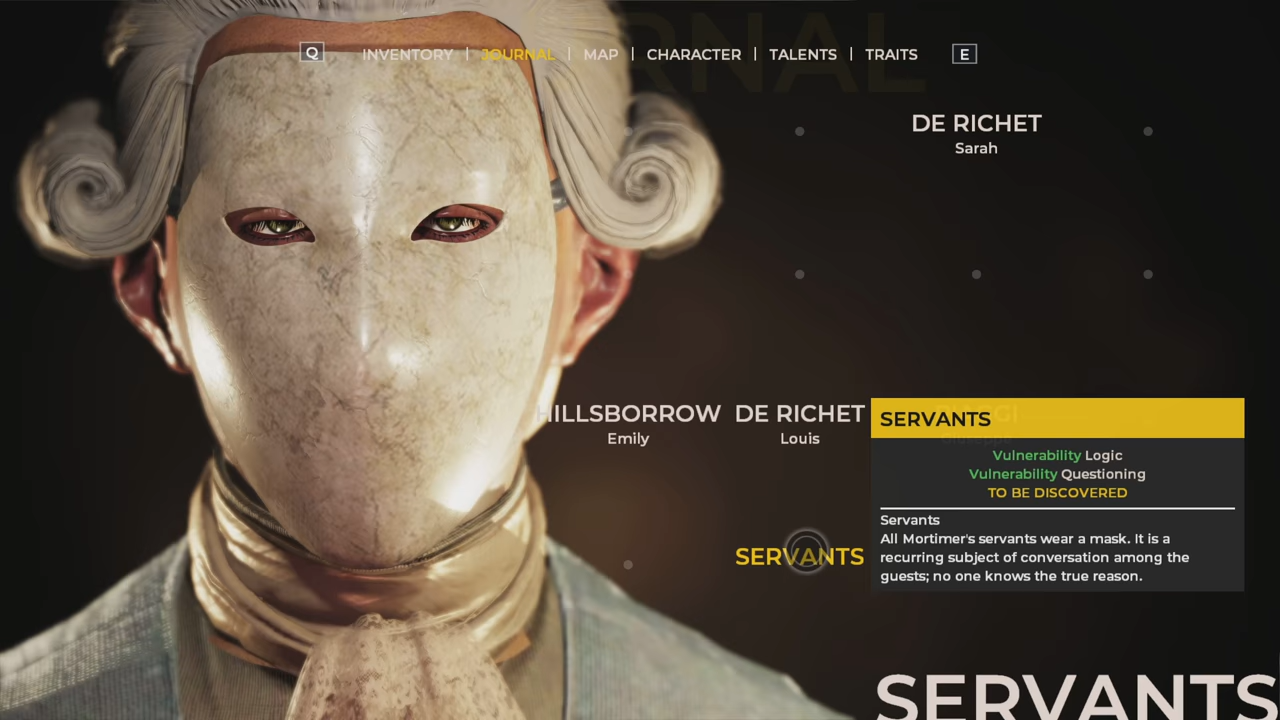 Q INVENTORY | JOURNAL | MAP | CHARACTER | TALENTS | TRAITS E
DE RICHET
Sarah
HILLSBORROW
Emily
DE RICHET
Louis
SERVANTS
SERVANTS
Vulnerability Logic
Vulnerability Questioning
TO BE DISCOVERED
Servants
All Mortimer's servants wear a mask. It is a
recurring subject of conversation among the
guests; no one knows the true reason.
SERVANTS